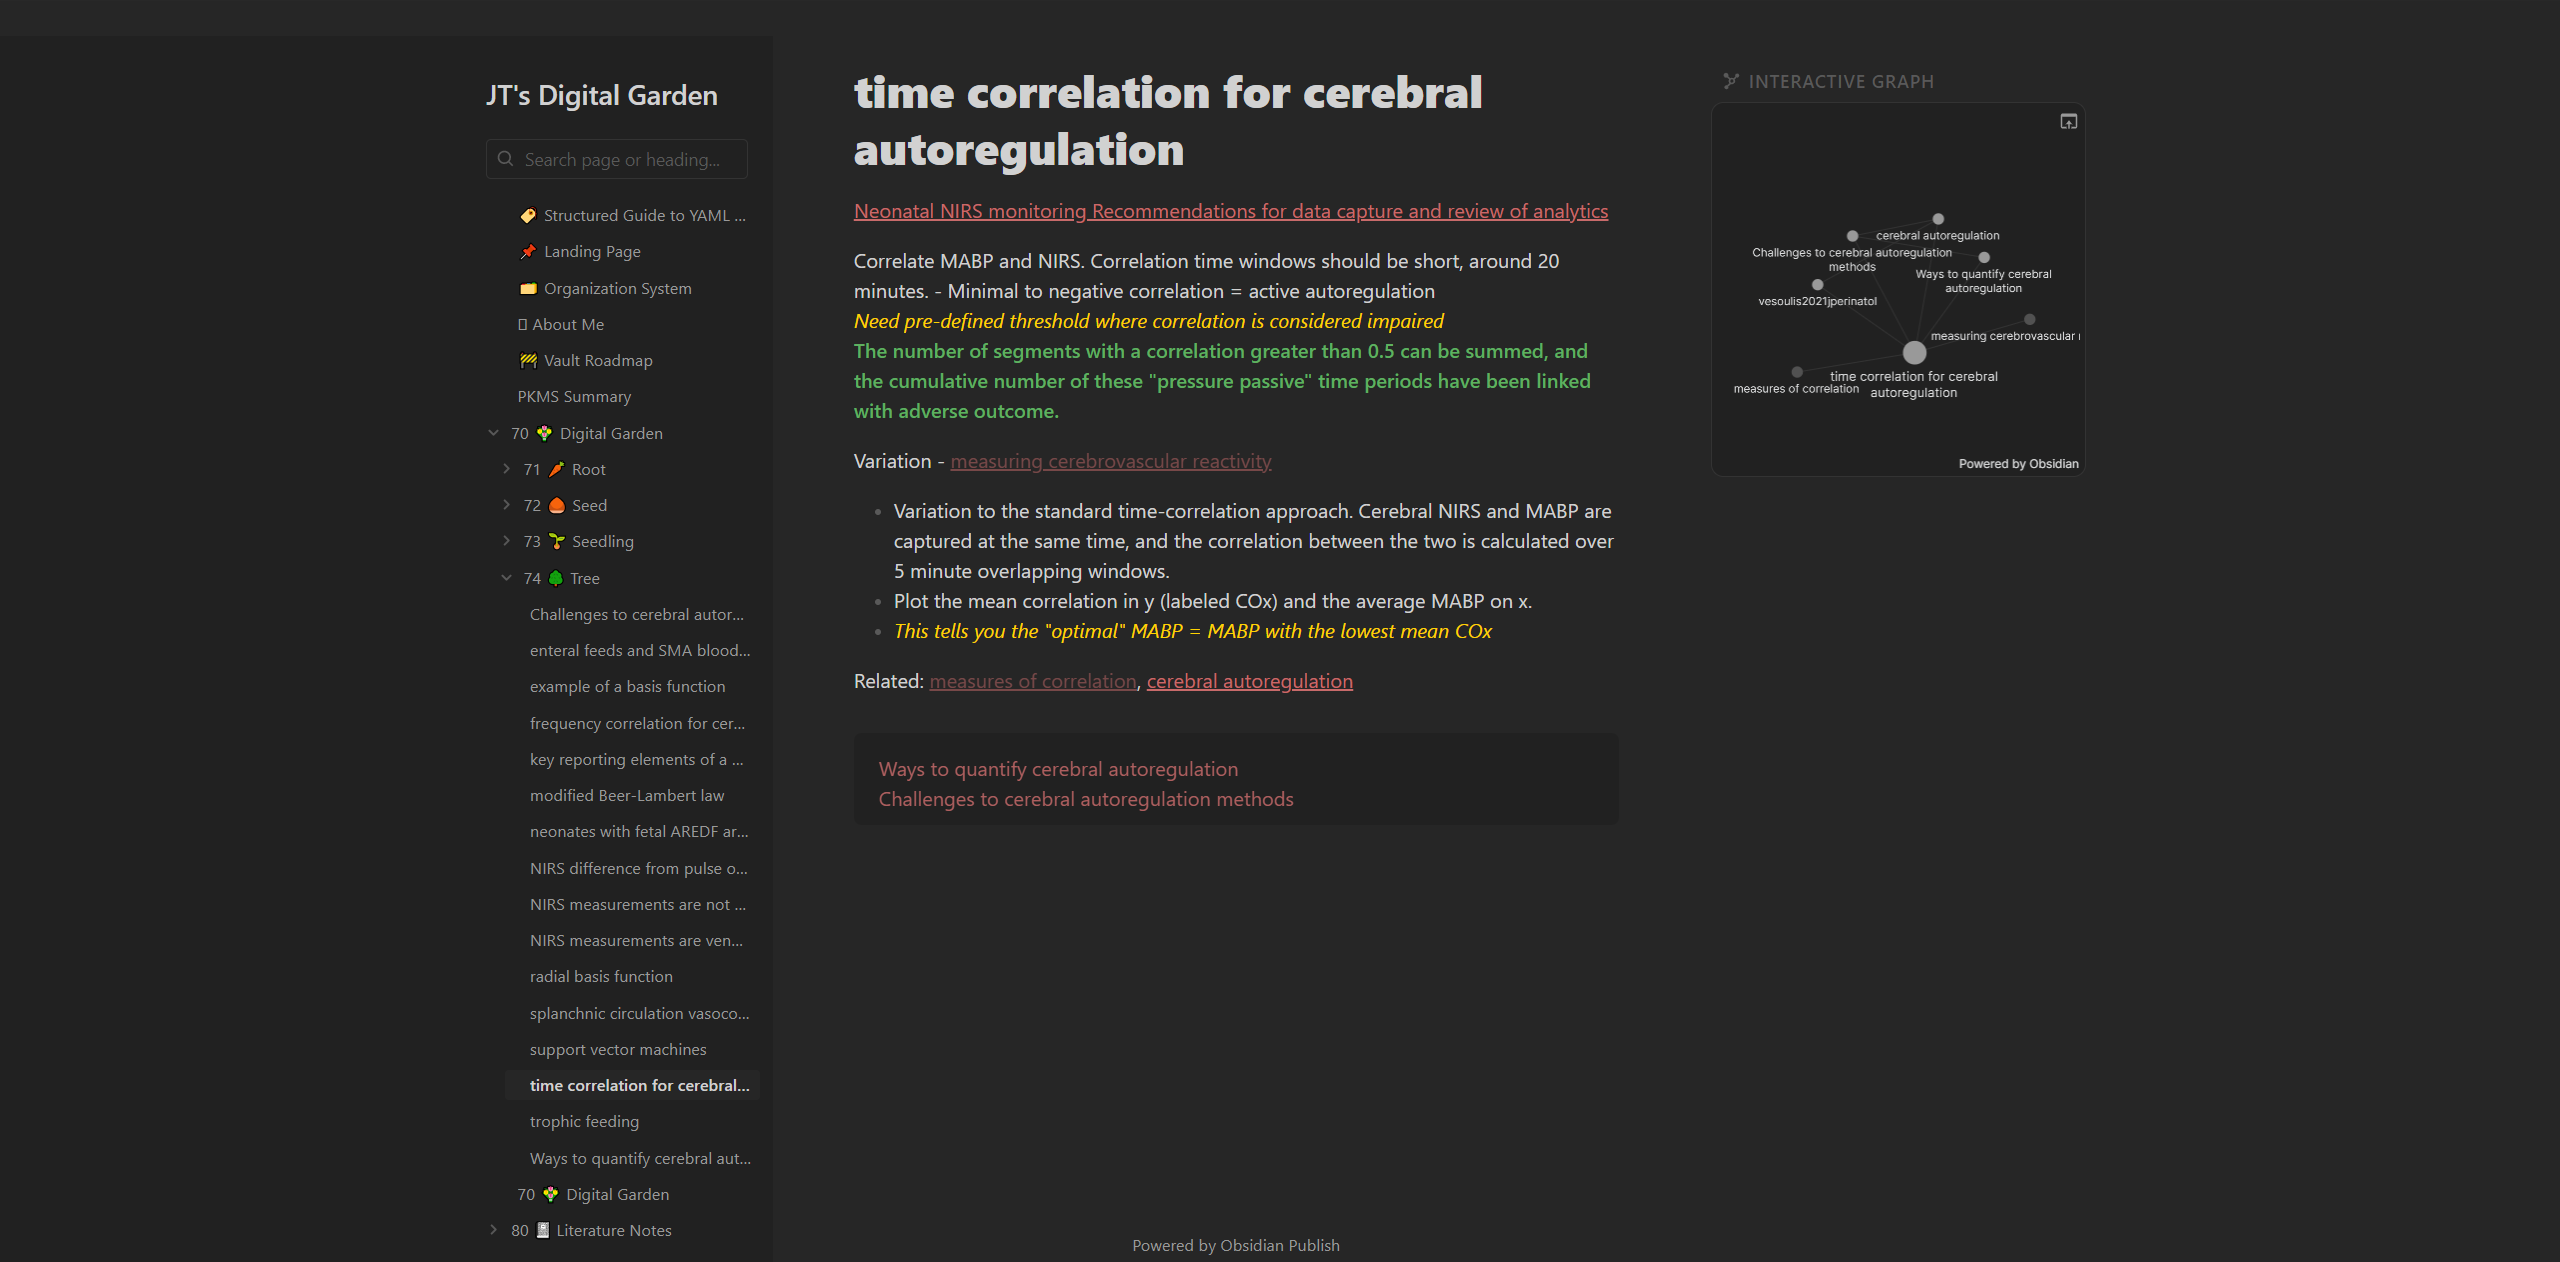 JT's Digital Garden
Search page or heading...
Structured Guide to YAML ...
Landing Page
Organization System
About Me
Vault Roadmap
PKMS Summary
70 Digital Garden
71 Root
72 Seed
73 Seedling
74 Tree
Challenges to cerebral autor...
enteral feeds and SMA blood...
example of a basis function
frequency correlation for cer...
key reporting elements of a ...
modified Beer-Lambert law
neonates with fetal AREDF ar...
NIRS difference from pulse o...
NIRS measurements are not ...
NIRS measurements are ven...
radial basis function
splanchnic circulation vasoco...
support vector machines
time correlation for cerebral...
trophic feeding
Ways to quantify cerebral aut...
70 Digital Garden
80 Literature Notes
time correlation for cerebral
autoregulation
Neonatal NIRS monitoring Recommendations for data capture and review of analytics
Correlate MABP and NIRS. Correlation time windows should be short, around 20
minutes. - Minimal to negative correlation = active autoregulation
Need pre-defined threshold where correlation is considered impaired
The number of segments with a correlation greater than 0.5 can be summed, and
the cumulative number of these "pressure passive" time periods have been linked
with adverse outcome.
Variation - measuring cerebrovascular reactivity
Variation to the standard time-correlation approach. Cerebral NIRS and MABP are
captured at the same time, and the correlation between the two is calculated over
5 minute overlapping windows.
Plot the mean correlation in y (labeled COx) and the average MABP on x.
This tells you the "optimal" MABP = MABP with the lowest mean COx
Related: measures of correlation, cerebral autoregulation
Ways to quantify cerebral autoregulation
Challenges to cerebral autoregulation methods
Powered by Obsidian Publish
INTERACTIVE GRAPH
cerebral autoregulation
Challenges to cerebral autoregulation
methods
Ways to quantify cerebral
autoregulation
vesoulis2021jperinatol
measuring cerebrovascular
time correlation for cerebral
autoregulation
measures of correlation
Powered by Obsidian